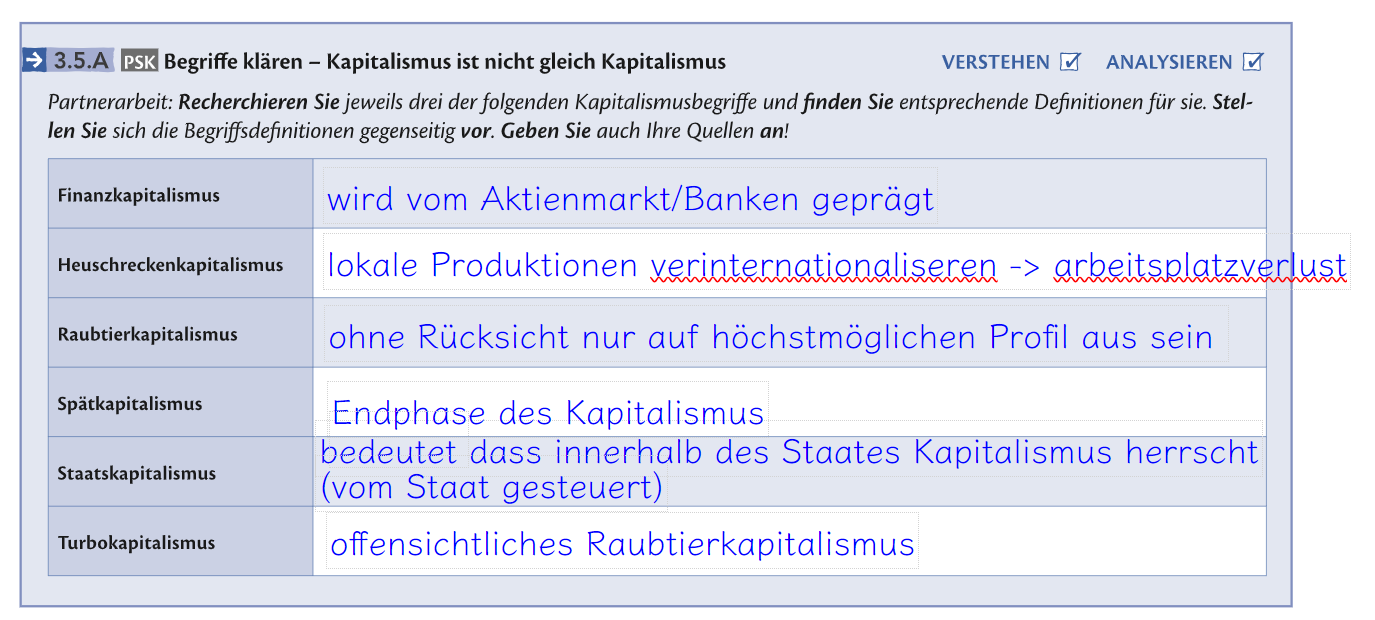 3.5.A PSK Begriffe klären – Kapitalismus ist nicht gleich Kapitalismus VERSTEHEN ANALYSIEREN
Partnerarbeit: Recherchieren Sie jeweils drei der folgenden Kapitalismusbegriffe und finden Sie entsprechende Definitionen für sie. Stel-
len Sie sich die Begriffsdefinitionen gegenseitig vor. Geben Sie auch Ihre Quellen an!
Finanzkapitalismus wird vom Aktienmarkt/Banken geprägt
Heuschreckenkapitalismus lokale Produktionen verinternationaliseren -> arbeitsplatzverlust
Raubtierkapitalismus ohne Rücksicht nur auf höchstmöglichen Profil aus sein
Spätkapitalismus Endphase des Kapitalismus
Staatskapitalismus bedeutet dass innerhalb des Staates Kapitalismus herrscht
(vom Staat gesteuert)
Turbokapitalismus offensichtliches Raubtierkapitalismus